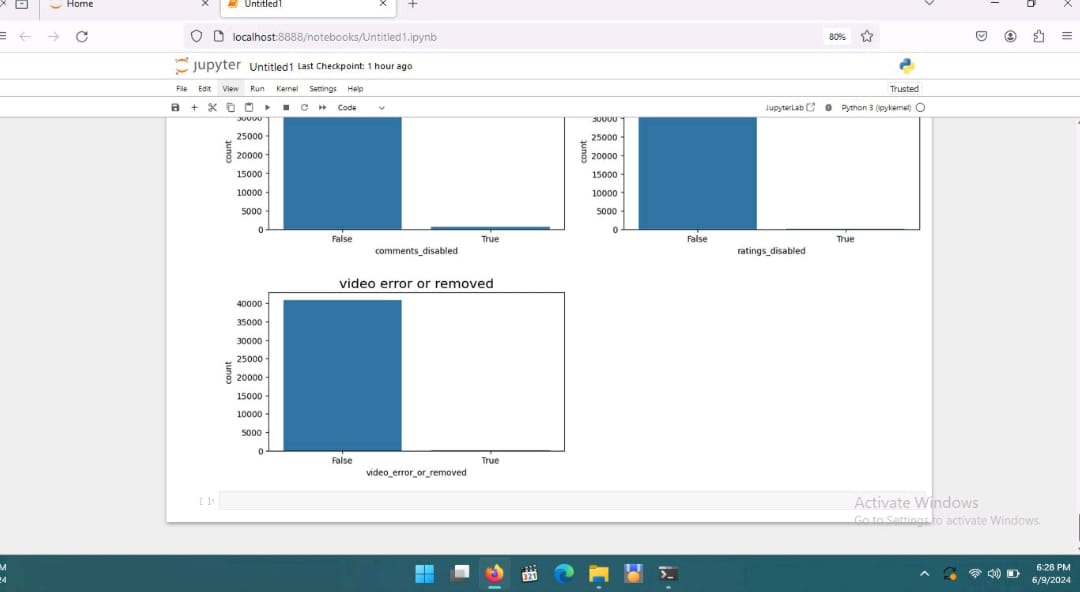 Home
Untitled1
localhost:8888/notebooks/Untitled1.ipynb
80%
jupyter Untitled1 Last Checkpoint: 1 hour ago
File Edit View Run Kernel Settings Help
Trusted
Code
JupyterLab
Python 3 (ipykernel)
30000
25000
20000
15000
10000
5000
0
count
False True
comments_disabled
30000
25000
20000
15000
10000
5000
0
count
False True
ratings_disabled
video error or removed
40000
35000
30000
25000
20000
15000
10000
5000
0
count
False True
video_error_or_removed
[ ]:
Activate Windows
Go to Settings to activate Windows.
321
6:28 PM
6/9/2024